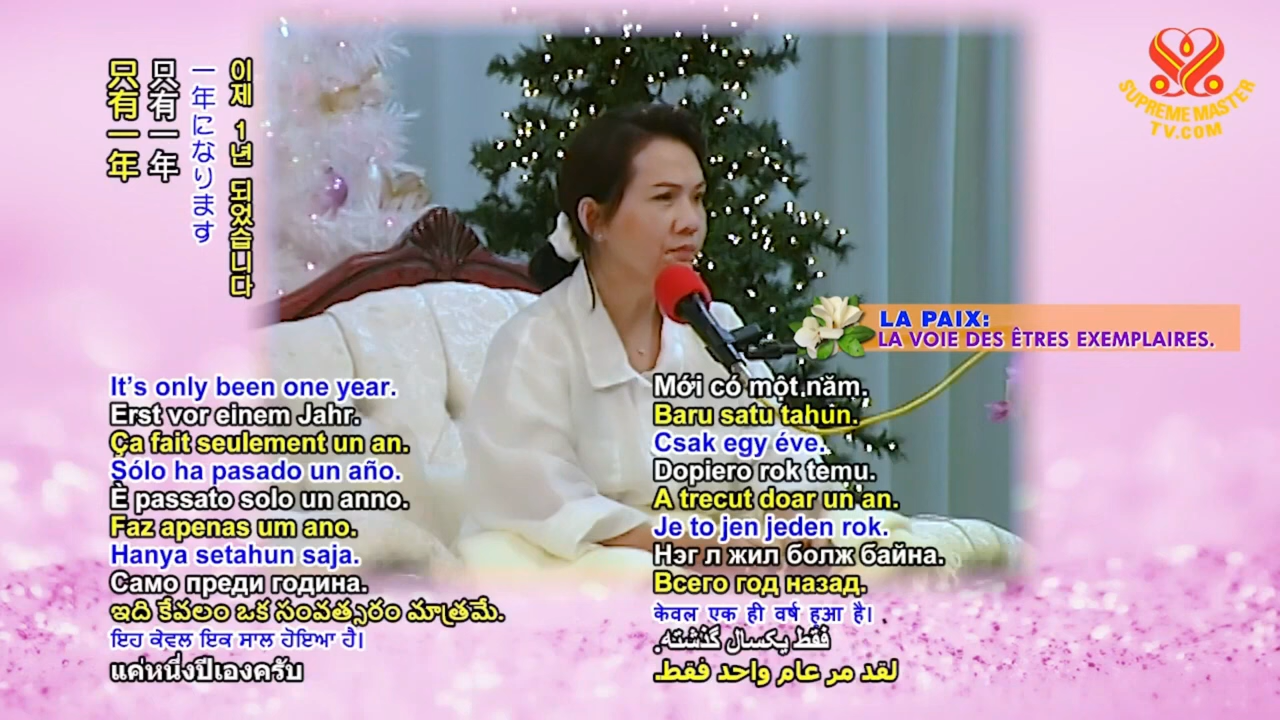 只有一年
只有一年
一年になります
이제 1년 되었습니다
SUPREME MASTER
TV.COM
LA PAIX:
LA VOIE DES ÊTRES EXEMPLAIRES.
It's only been one year.
Erst vor einem Jahr.
Ça fait seulement un an.
Sólo ha pasado un año.
È passato solo un anno.
Faz apenas um ano.
Hanya setahun saja.
Само преди година.
ఇది కేవలం ఒక సంవత్సరం మాత్రమే.
ਇਹ ਕੇਵਲ ਇਕ ਸਾਲ ਹੋਇਆ ਹੈ।
แค่หนึ่งปีเองครับ
Mới có một năm.
Baru satu tahun.
Csak egy éve.
Dopiero rok temu.
A trecut doar un an.
Je to jen jeden rok.
Нэг л жил болж байна.
Всего год назад.
केवल एक ही वर्ष हुआ है।
فقط یکسال گذشته.
لقد مر عام واحد فقط.